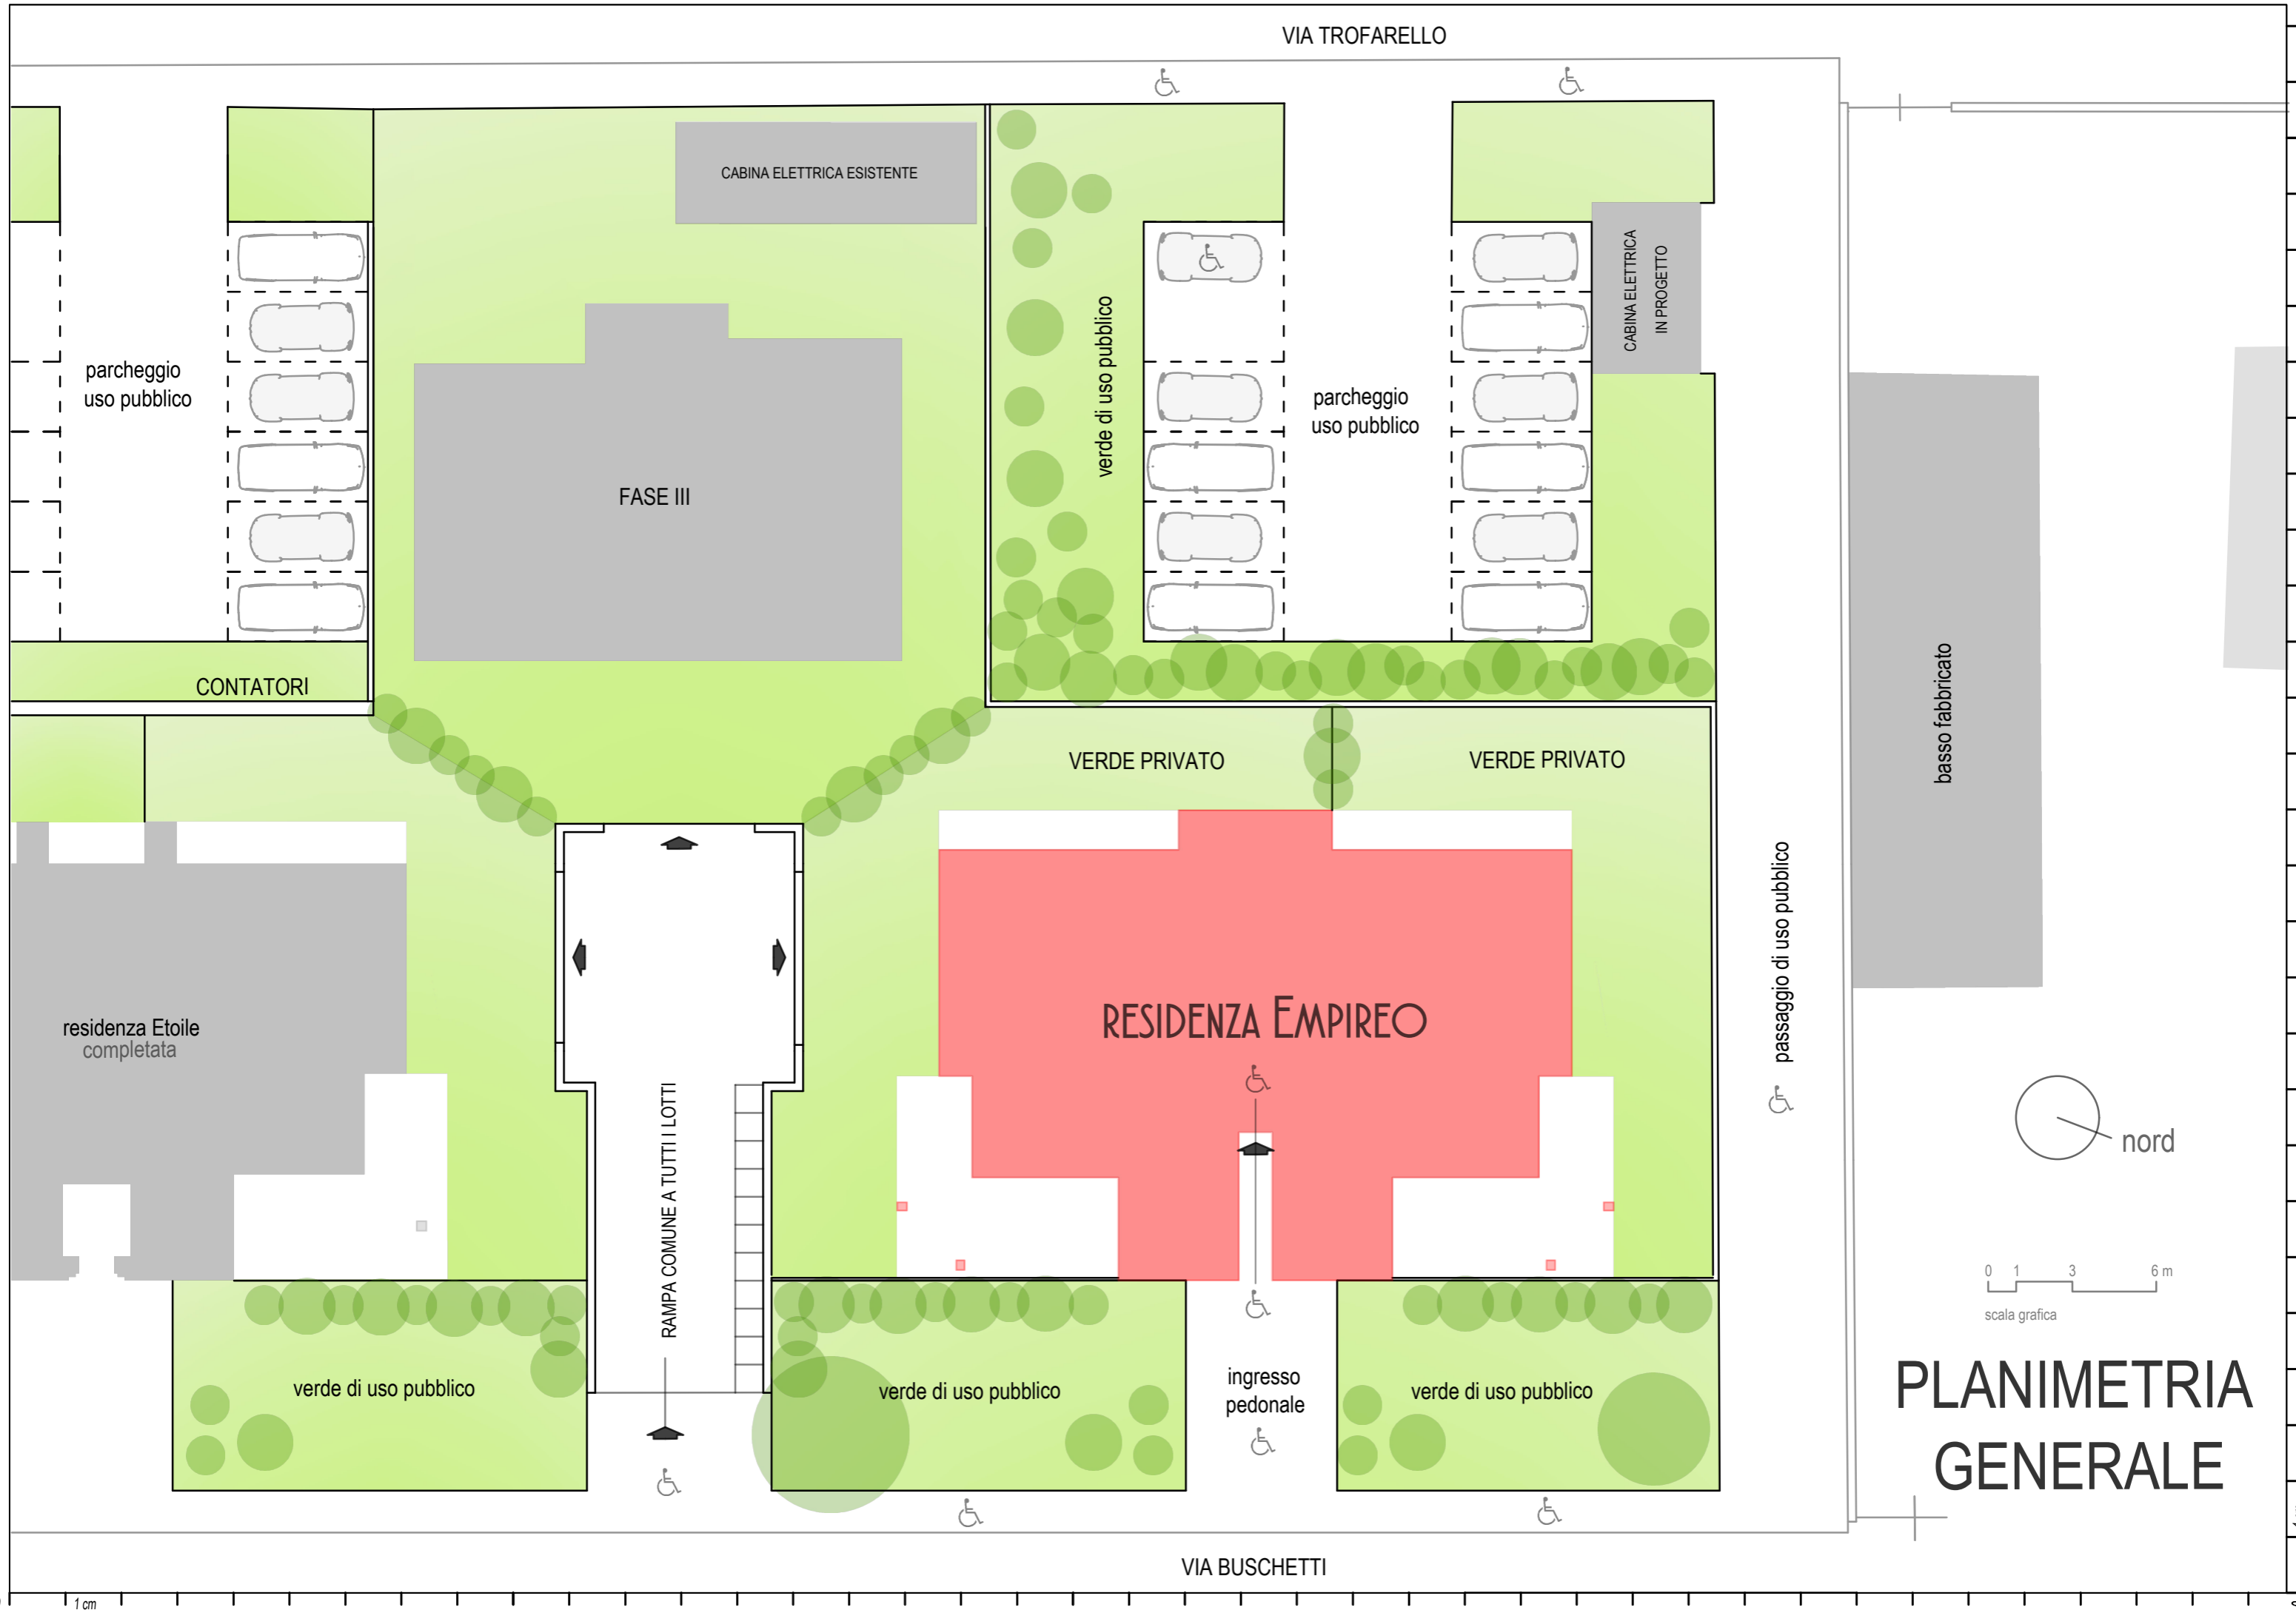 VIA TROFARELLO
CABINA ELETTRICA ESISTENTE
CABINA ELETTRICA
IN PROGETTO
parcheggio
uso pubblico
verde di uso pubblico
parcheggio
uso pubblico
FASE III
CONTATORI
basso fabbricato
VERDE PRIVATO
VERDE PRIVATO
passaggio di uso pubblico
residenza Etoile
completata
RESIDENZA EMPIREO
RAMPA COMUNE A TUTTI I LOTTI
nord
0 1 3 6 m
scala grafica
verde di uso pubblico
verde di uso pubblico
ingresso
pedonale
verde di uso pubblico
PLANIMETRIA
GENERALE
VIA BUSCHETTI
1 cm